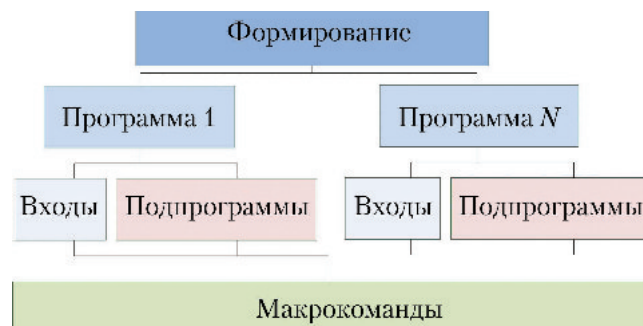 Формирование
Программа 1
Программа N
Входы
Подпрограммы
Входы
Подпрограммы
Макрокоманды